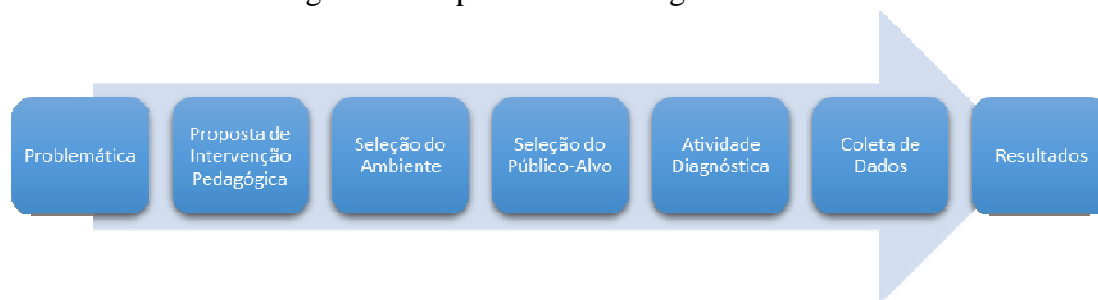 Problemática
Proposta de
Intervenção
Pedagógica
Seleção do
Ambiente
Seleção do
Público-Alvo
Atividade
Diagnóstica
Coleta de
Dados
Resultados